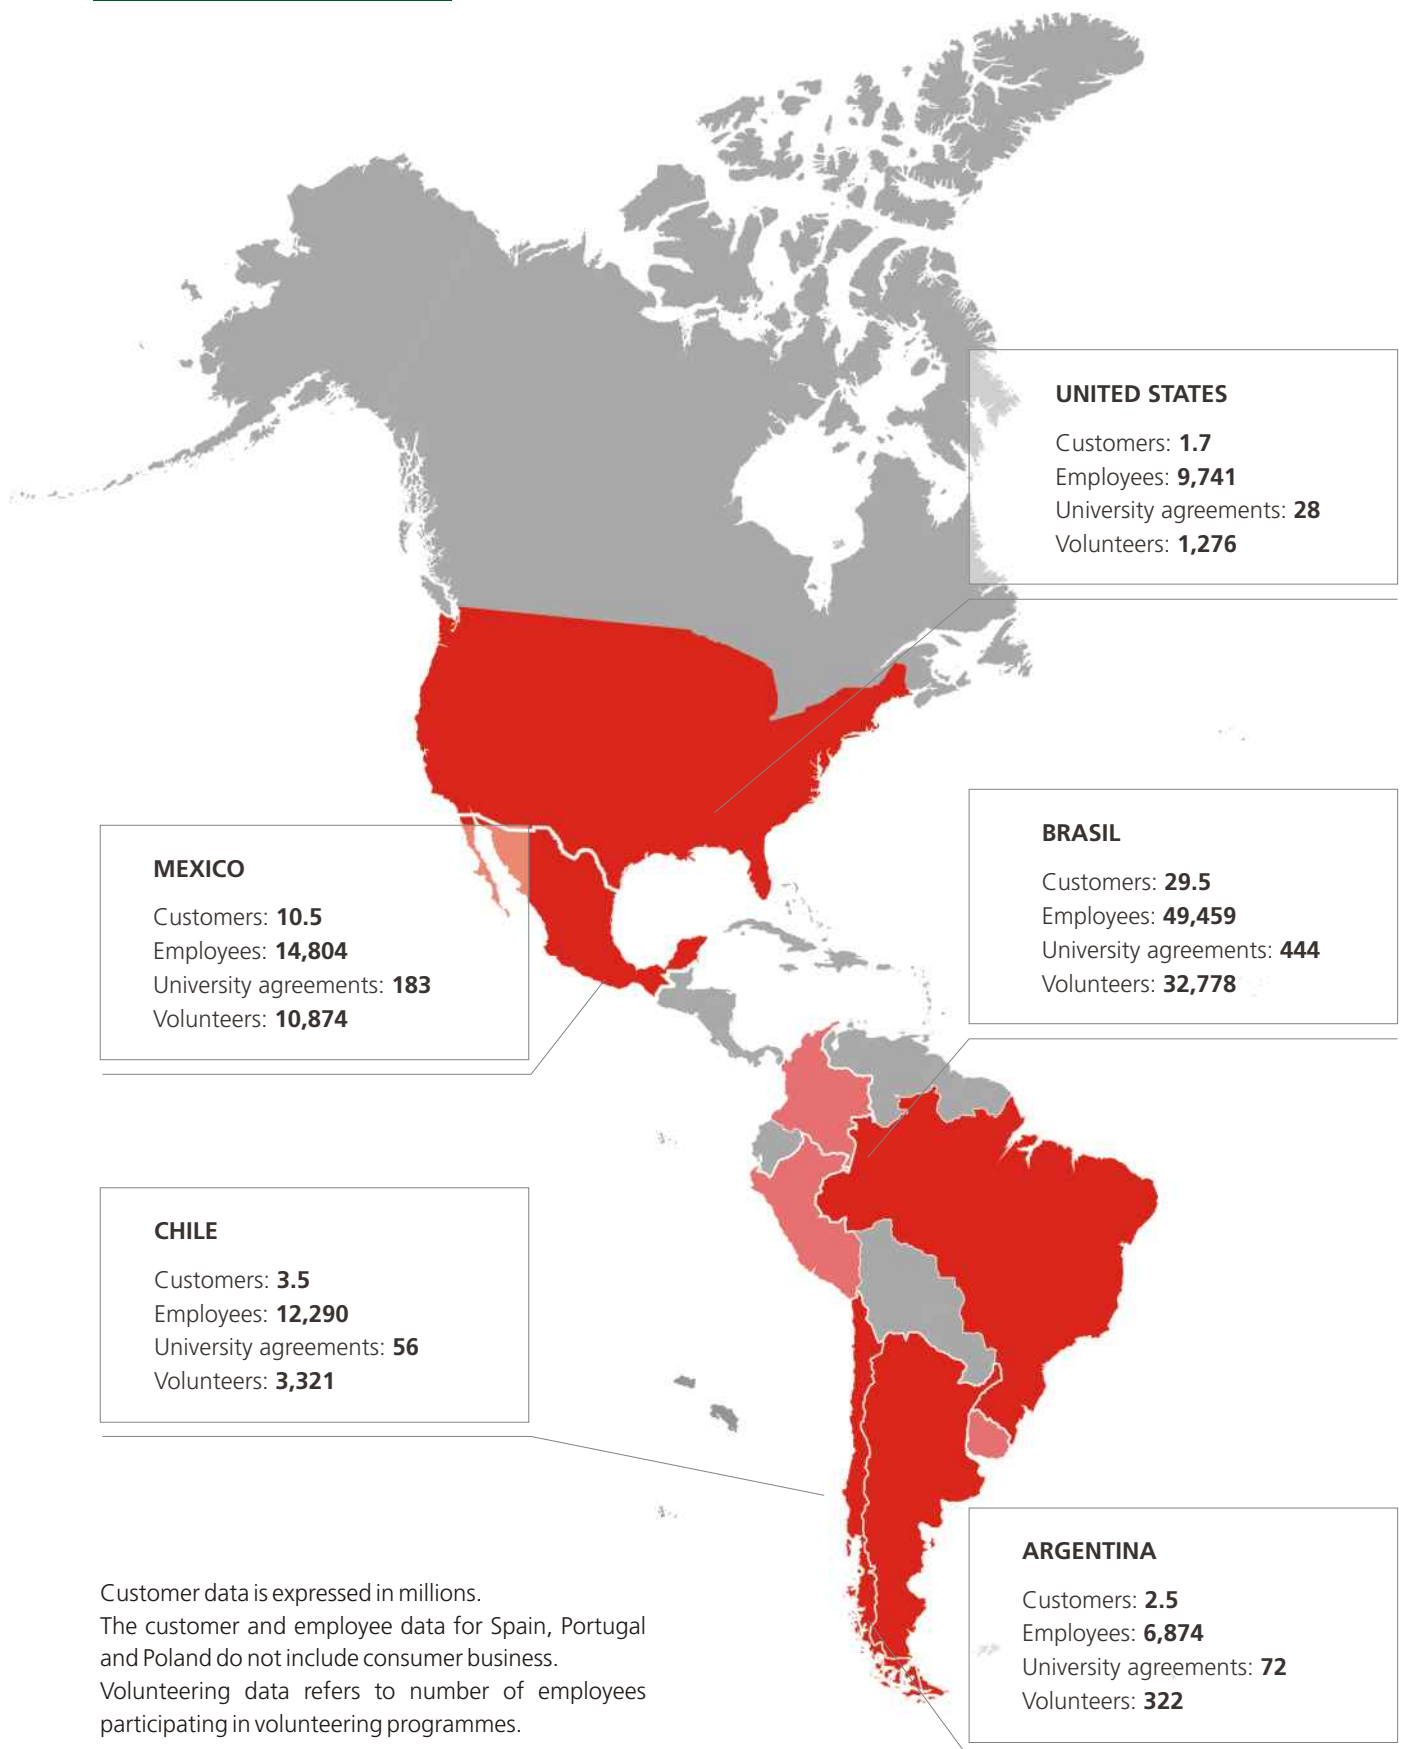 UNITED STATES
Customers: 1.7
Employees: 9,741
University agreements: 28
Volunteers: 1,276
BRASIL
Customers: 29.5
Employees: 49,459
University agreements: 444
Volunteers: 32,778
MEXICO
Customers: 10.5
Employees: 14,804
University agreements: 183
Volunteers: 10,874
CHILE
Customers: 3.5
Employees: 12,290
University agreements: 56
Volunteers: 3,321
ARGENTINA
Customers: 2.5
Employees: 6,874
University agreements: 72
Volunteers: 322
Customer data is expressed in millions.
The customer and employee data for Spain, Portugal
and Poland do not include consumer business.
Volunteering data refers to number of employees
participating in volunteering programmes.